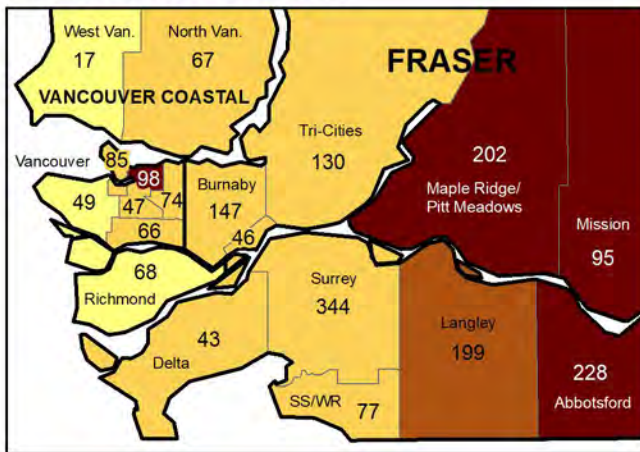 West Van.
17
North Van.
67
FRASER
VANCOUVER COASTAL
Tri-Cities
130
202
Maple Ridge/
Pitt Meadows
Mission
95
Vancouver
85
98
49
47
74
66
Burnaby
147
46
68
Richmond
Surrey
344
43
Delta
Langley
199
228
Abbotsford
SS/WR
77